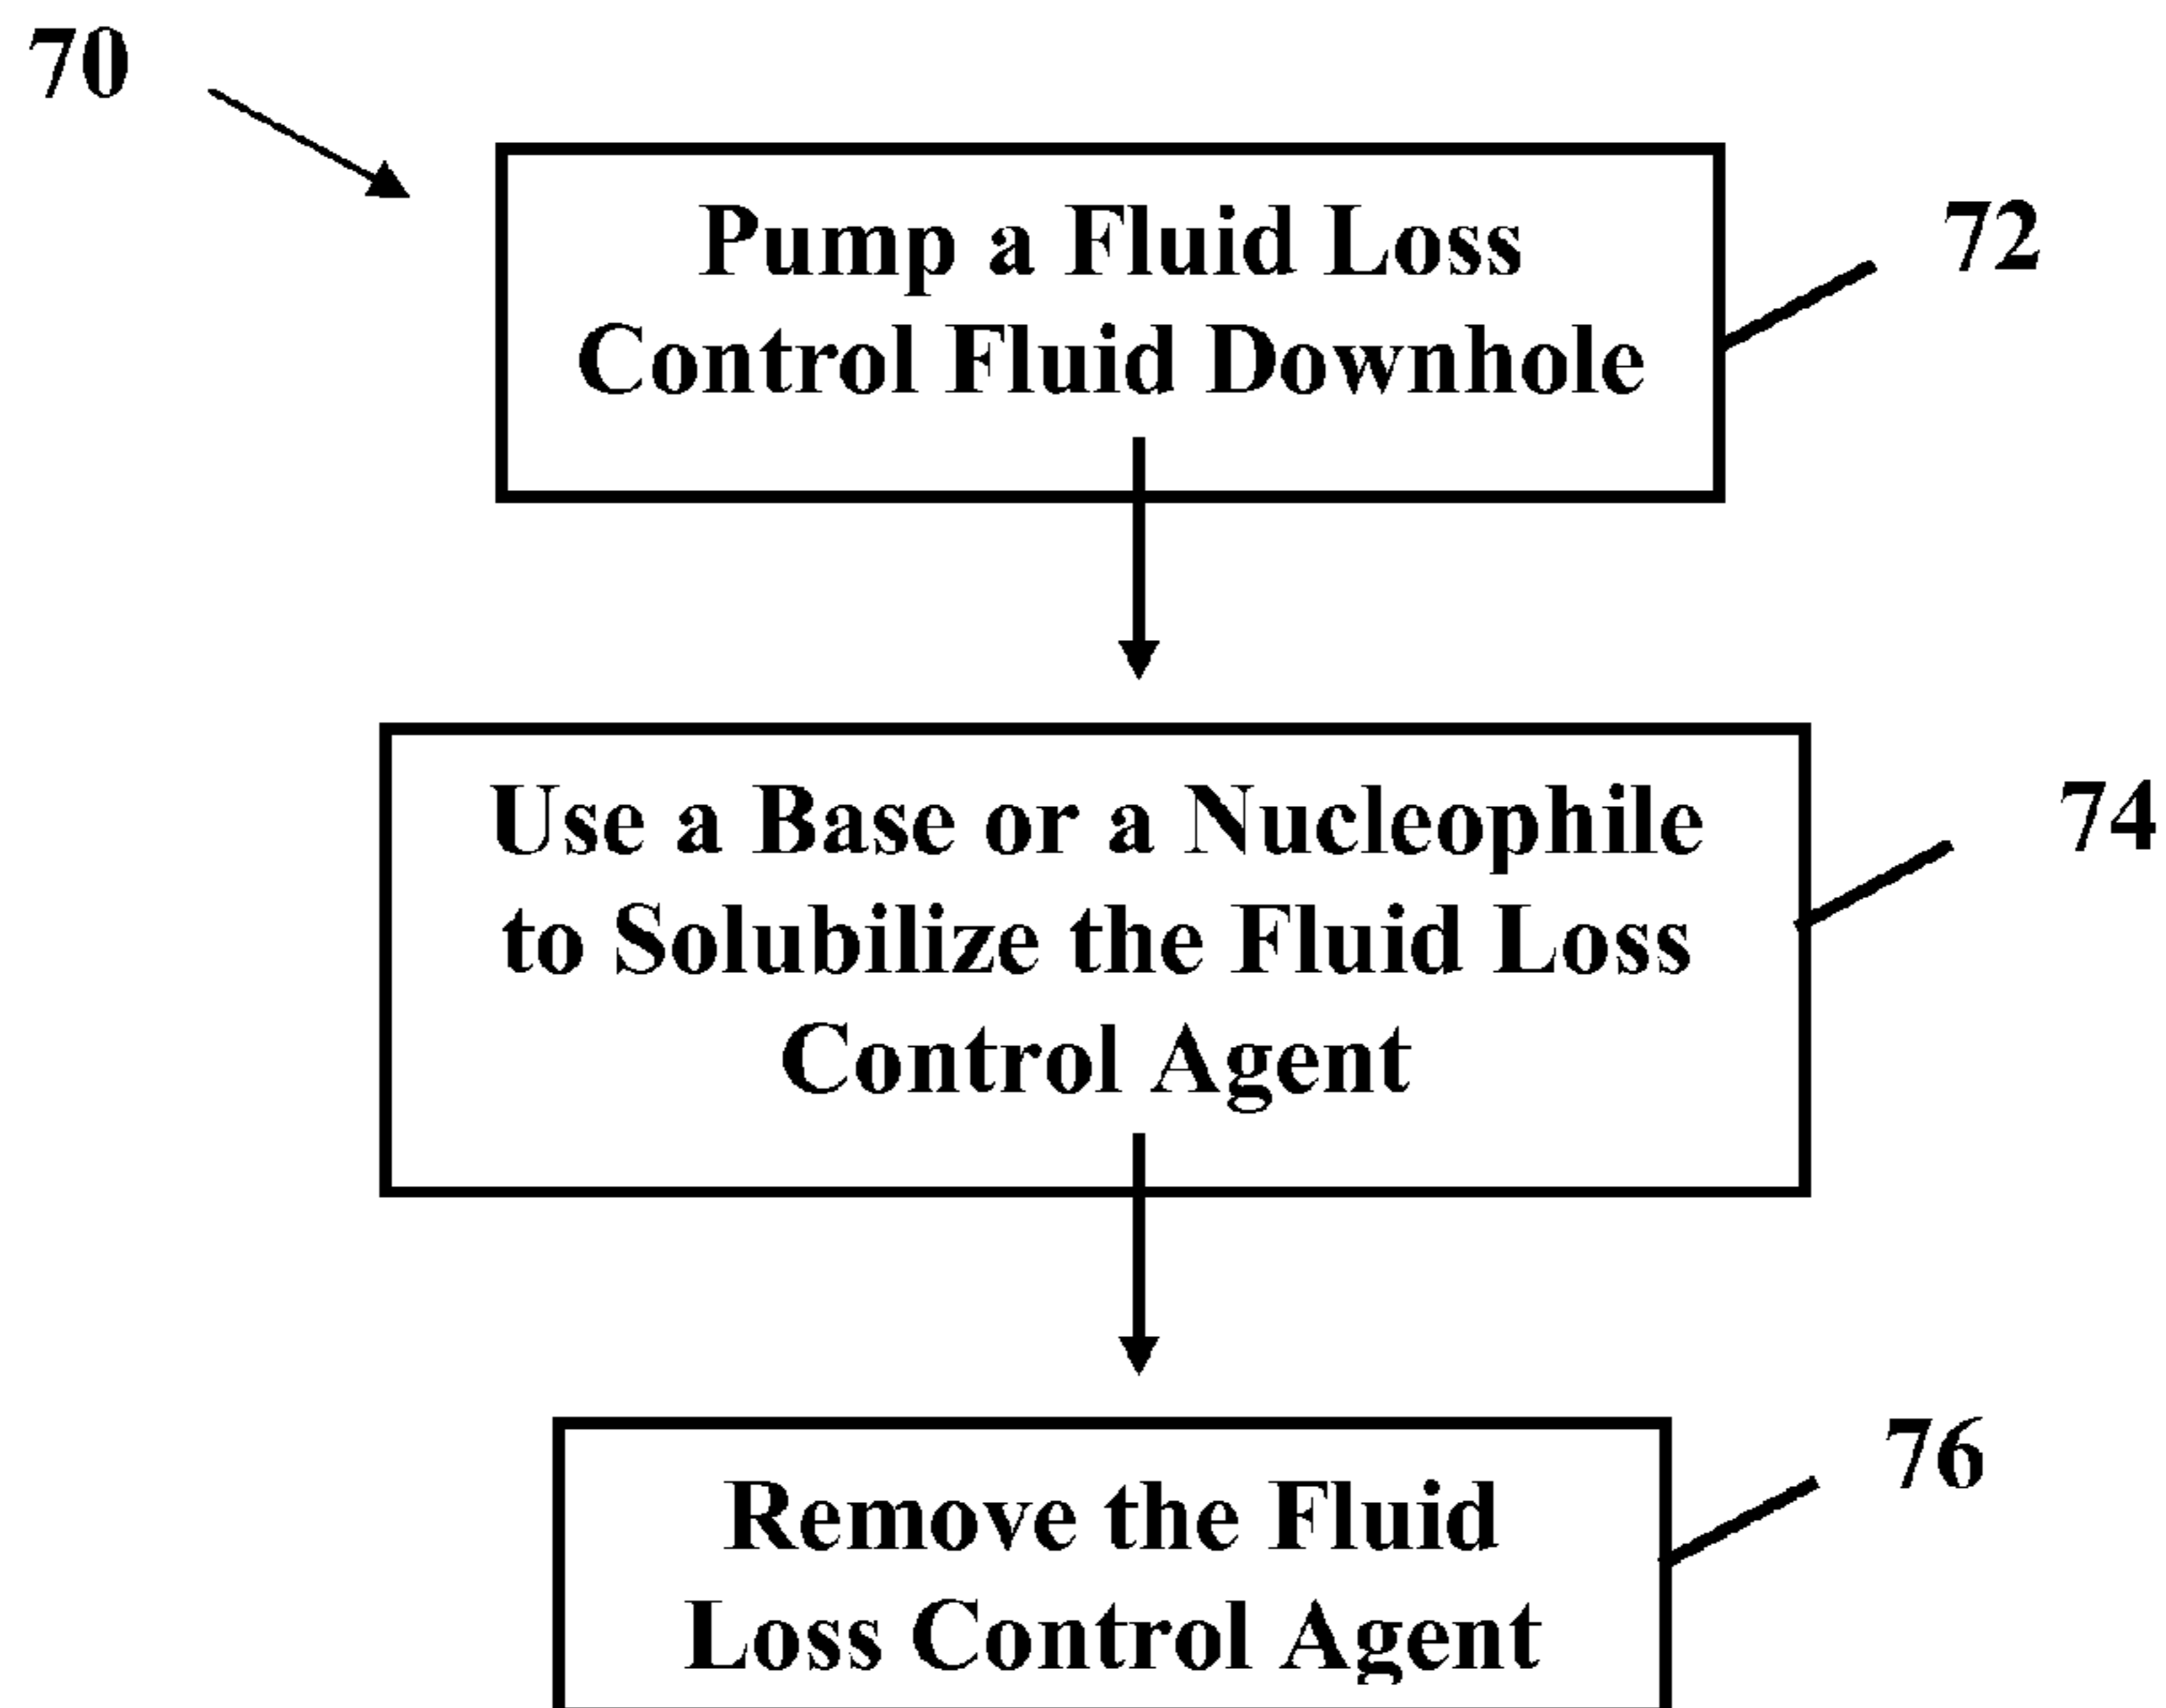 70
Pump a Fluid Loss
Control Fluid Downhole
72
Use a Base or a Nucleophile
to Solubilize the Fluid Loss
Control Agent
74
Remove the Fluid
Loss Control Agent
76